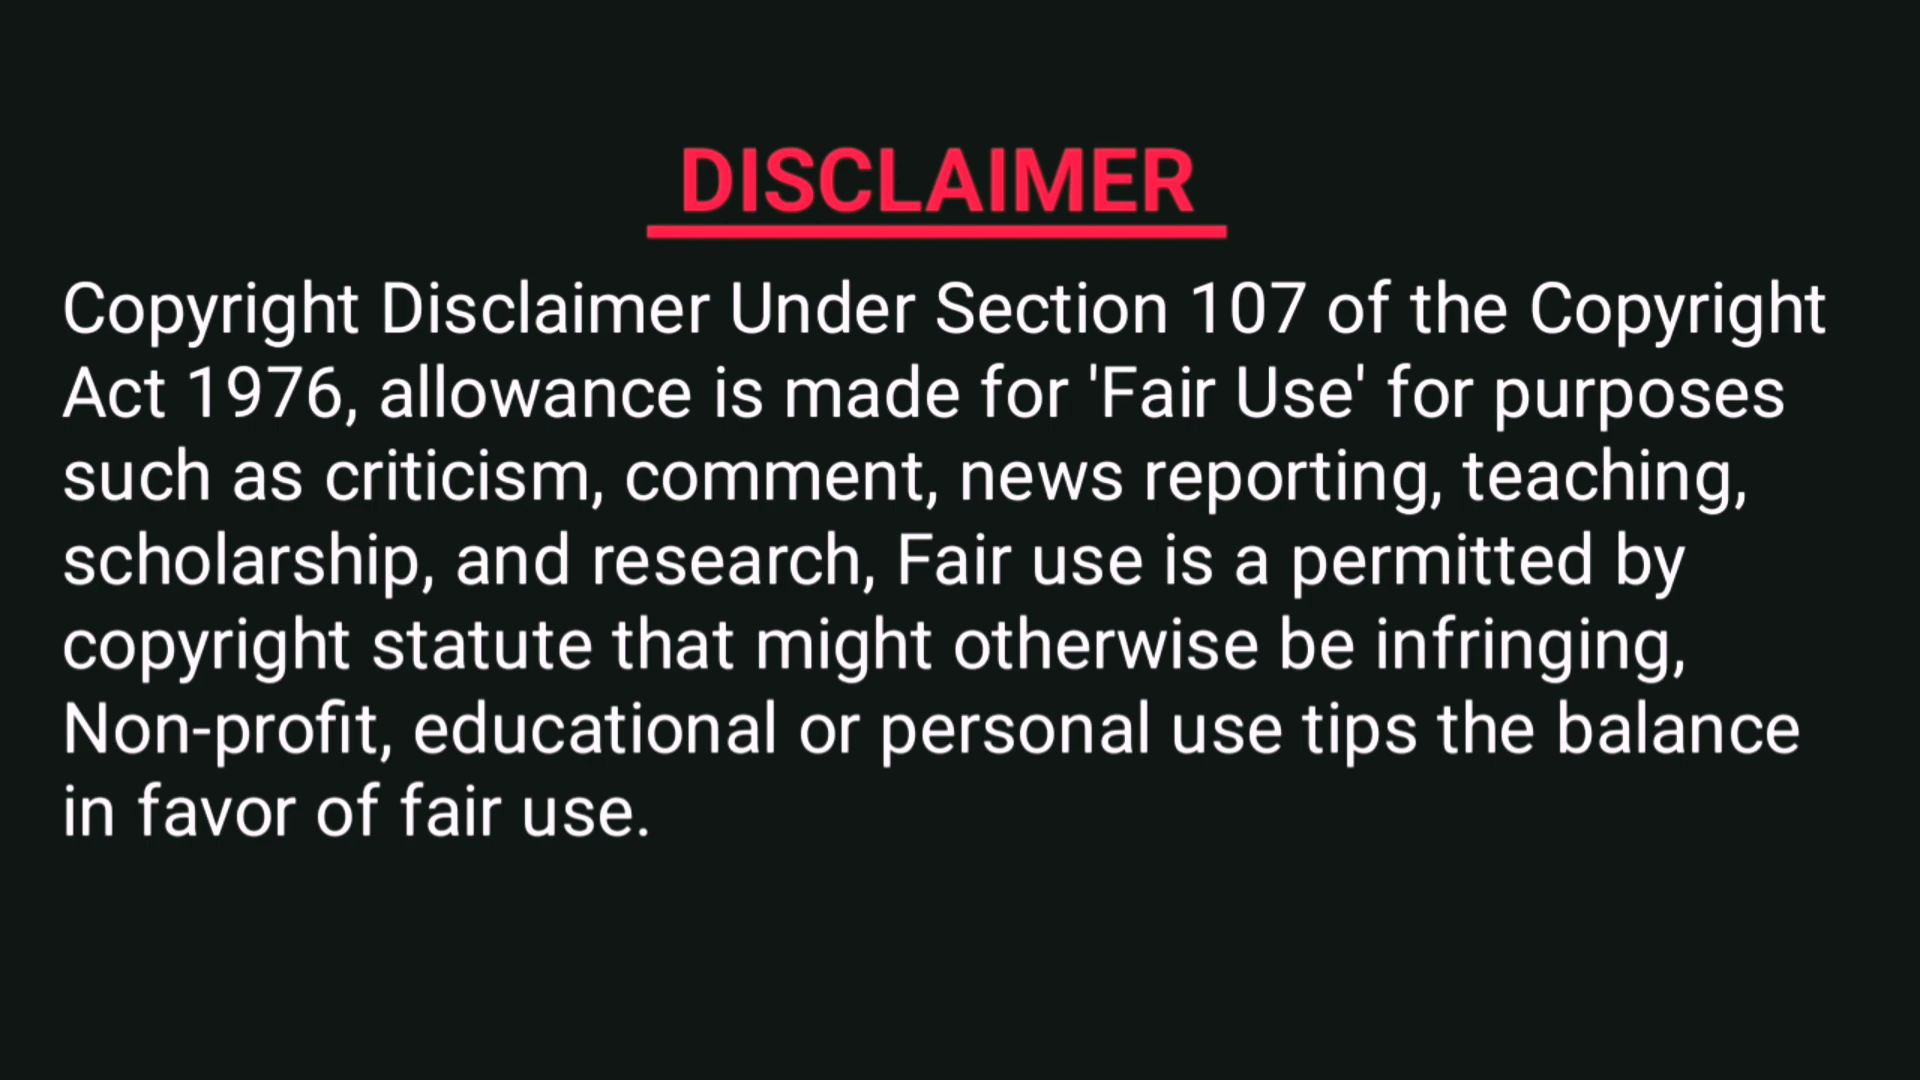 DISCLAIMER
Copyright Disclaimer Under Section 107 of the Copyright
Act 1976, allowance is made for 'Fair Use' for purposes
such as criticism, comment, news reporting, teaching,
scholarship, and research, Fair use is a permitted by
copyright statute that might otherwise be infringing,
Non-profit, educational or personal use tips the balance
in favor of fair use.